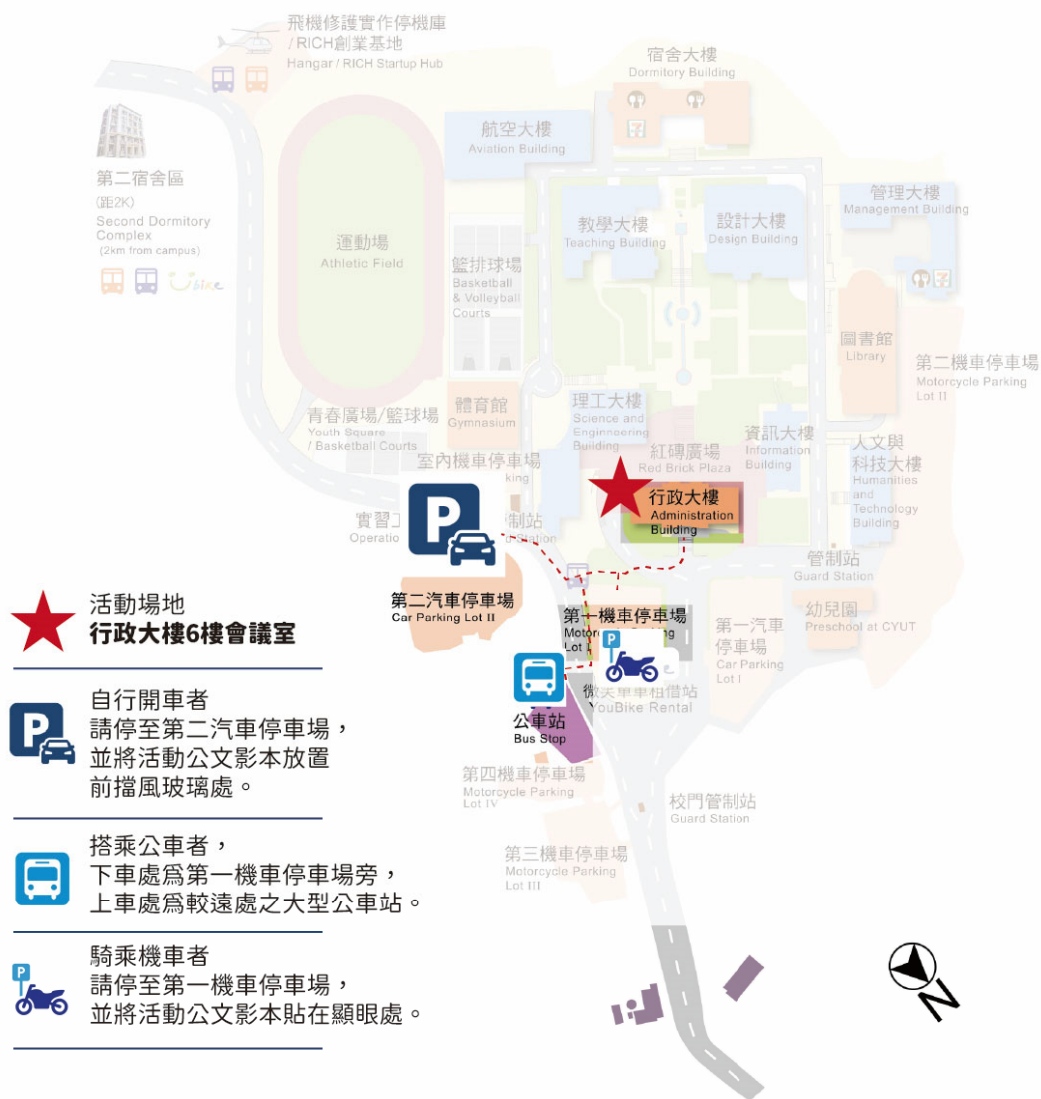 飛機修護實作停機庫
/ RICH創業基地
Hangar / RICH Startup Hub
宿舍大樓
Dormitory Building
航空大樓
Aviation Building
第二宿舍區
(距2K)
Second Dormitory
Complex
(2km from campus)
Ubike
運動場
Athletic Field
籃排球場
Basketball
& Volleyball
Courts
教學大樓
Teaching Building
設計大樓
Design Building
管理大樓
Management Building
圖書館
Library
第二機車停車場
Motorcycle Parking
Lot II
青春廣場/籃球場
Youth Square
/ Basketball Courts
體育館
Gymnasium
理工大樓
Science and
Enginneering
Building
紅磚廣場
Red Brick Plaza
資訊大樓
Information
Building
人文與
科技大樓
Humanities
and
Technology
Building
室內機車停車場
行政大樓
Administration
Building
管制站
Guard Station
P
第二汽車停車場
Car Parking Lot II
第一機車停車場
P
第一汽車
停車場
Car Parking
Lot I
幼兒園
Preschool at CYUT
微笑單車租借站
YouBike Rental
公車站
Bus Stop
第四機車停車場
Motorcycle Parking
Lot IV
校門管制站
Guard Station
第三機車停車場
Motorcycle Parking
Lot III
活動場地
行政大樓6樓會議室
P
自行開車者
請停至第二汽車停車場，
並將活動公文影本放置
前擋風玻璃處。
搭乘公車者，
下車處爲第一機車停車場旁，
上車處爲較遠處之大型公車站。
P
騎乘機車者
請停至第一機車停車場，
並將活動公文影本貼在顯眼處。
N